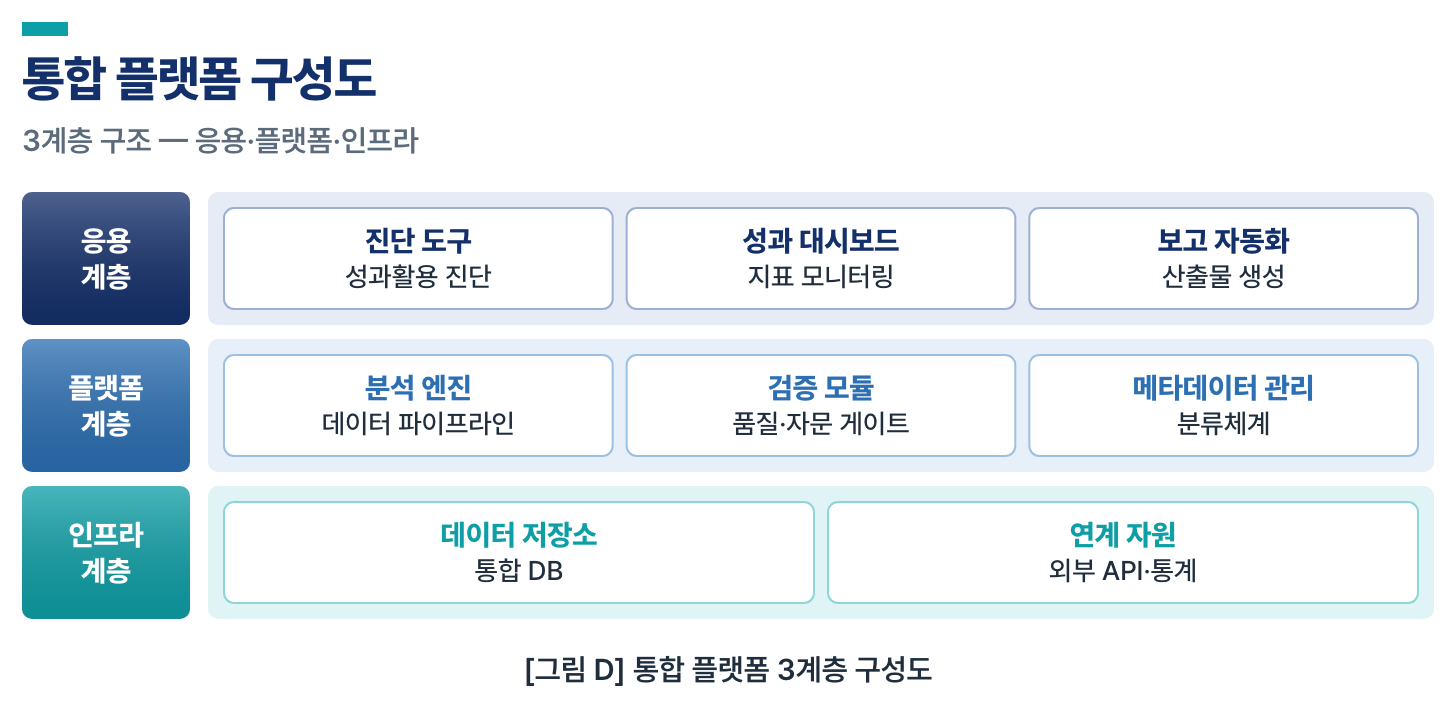 통합 플랫폼 구성도
3계층 구조 — 응용·플랫폼·인프라
응용
계층
진단 도구
성과활용 진단
성과 대시보드
지표 모니터링
보고 자동화
산출물 생성
플랫폼
계층
분석 엔진
데이터 파이프라인
검증 모듈
품질·자문 게이트
메타데이터 관리
분류체계
인프라
계층
데이터 저장소
통합 DB
연계 자원
외부 API·통계
[그림 D] 통합 플랫폼 3계층 구성도